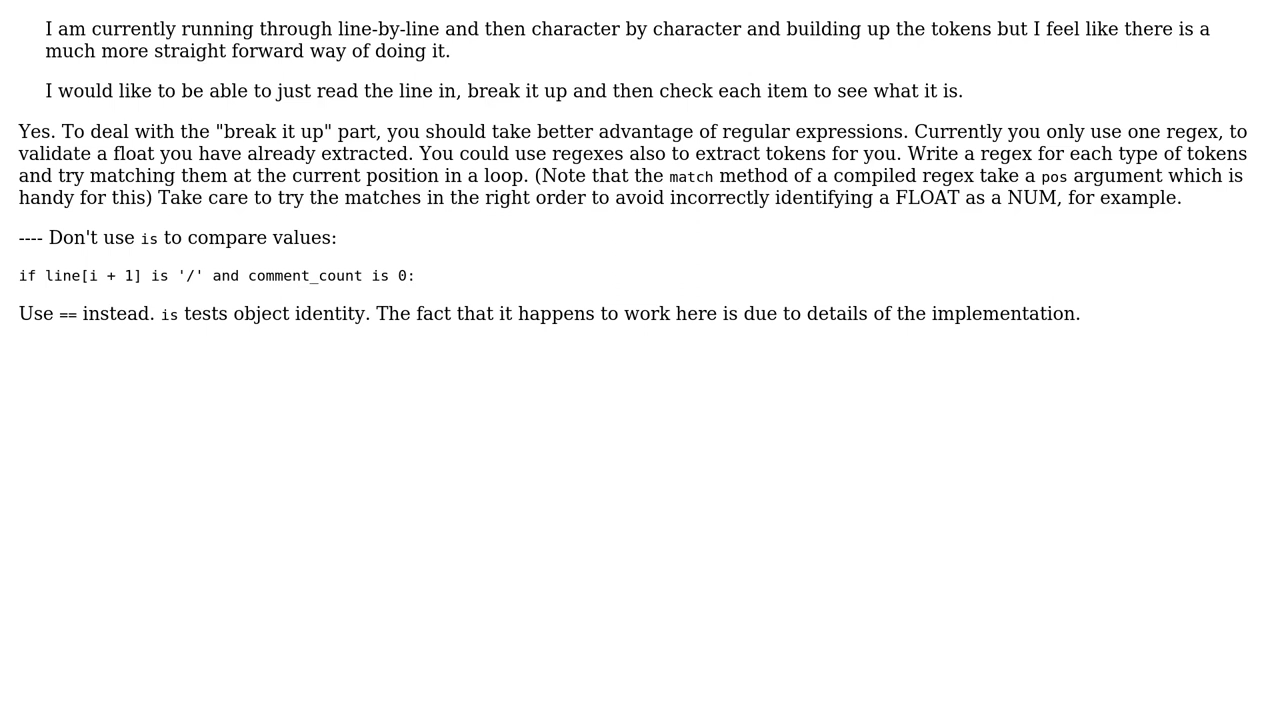 I am currently running through line-by-line and then character by character and building up the tokens but I feel like there is a
much more straight forward way of doing it.
I would like to be able to just read the line in, break it up and then check each item to see what it is.
Yes. To deal with the "break it up" part, you should take better advantage of regular expressions. Currently you only use one regex, to
validate a float you have already extracted. You could use regexes also to extract tokens for you. Write a regex for each type of tokens
and try matching them at the current position in a loop. (Note that the match method of a compiled regex take a pos argument which is
handy for this) Take care to try the matches in the right order to avoid incorrectly identifying a FLOAT as a NUM, for example.
---- Don't use is to compare values:
if line[i + 1] is '/' and comment_count is 0:
Use == instead. is tests object identity. The fact that it happens to work here is due to details of the implementation.